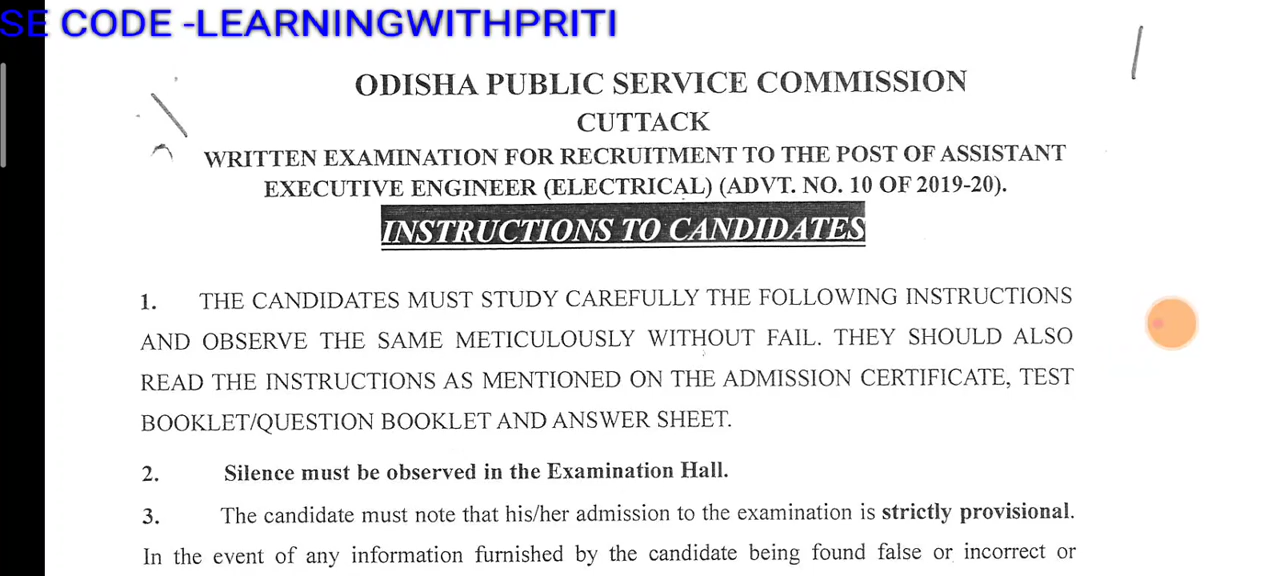 SE CODE -LEARNINGWITHPRITI
ODISHA PUBLIC SERVICE COMMISSION
CUTTACK
WRITTEN EXAMINATION FOR RECRUITMENT TO THE POST OF ASSISTANT
EXECUTIVE ENGINEER (ELECTRICAL) (ADVT. NO. 10 OF 2019-20).
INSTRUCTIONS TO CANDIDATES
1. THE CANDIDATES MUST STUDY CAREFULLY THE FOLLOWING INSTRUCTIONS
AND OBSERVE THE SAME METICULOUSLY WITHOUT FAIL. THEY SHOULD ALSO
READ THE INSTRUCTIONS AS MENTIONED ON THE ADMISSION CERTIFICATE, TEST
BOOKLET/QUESTION BOOKLET AND ANSWER SHEET.
2. Silence must be observed in the Examination Hall.
3. The candidate must note that his/her admission to the examination is strictly provisional.
In the event of any information furnished by the candidate being found false or incorrect or